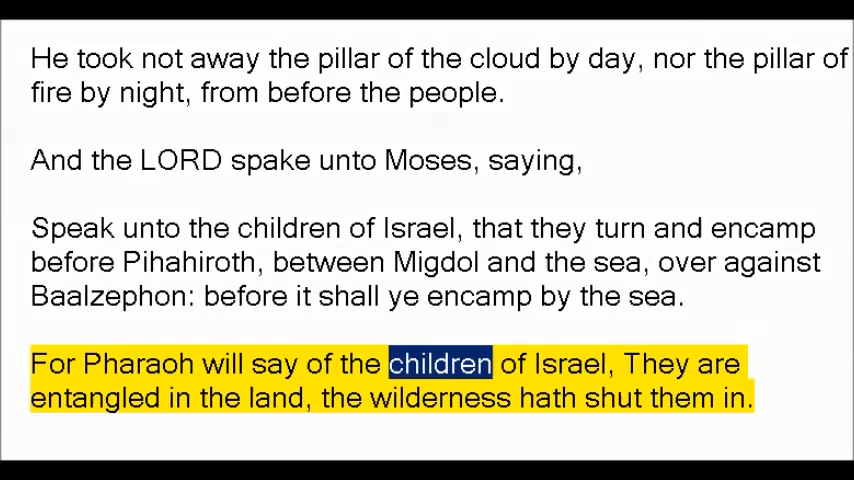 He took not away the pillar of the cloud by day, nor the pillar of
fire by night, from before the people.
And the LORD spake unto Moses, saying,
Speak unto the children of Israel, that they turn and encamp
before Pihahiroth, between Migdol and the sea, over against
Baalzephon: before it shall ye encamp by the sea.
For Pharaoh will say of the children of Israel, They are
entangled in the land, the wilderness hath shut them in.